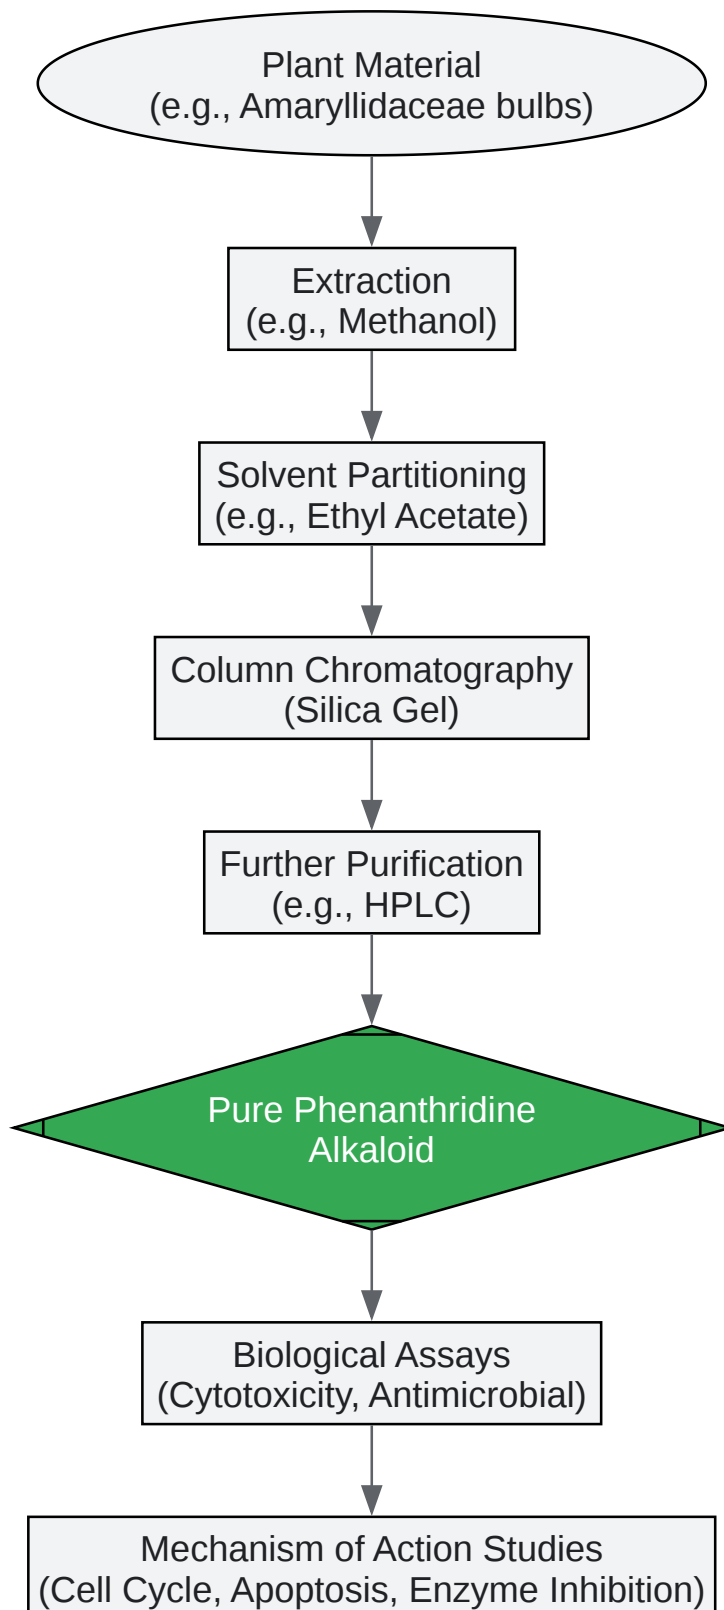 Plant Material
(e.g., Amaryllidaceae bulbs)
Extraction
(e.g., Methanol)
Solvent Partitioning
(e.g., Ethyl Acetate)
Column Chromatography
(Silica Gel)
Further Purification
(e.g., HPLC)
Pure Phenanthridine
Alkaloid
Biological Assays
(Cytotoxicity, Antimicrobial)
Mechanism of Action Studies
(Cell Cycle, Apoptosis, Enzyme Inhibition)